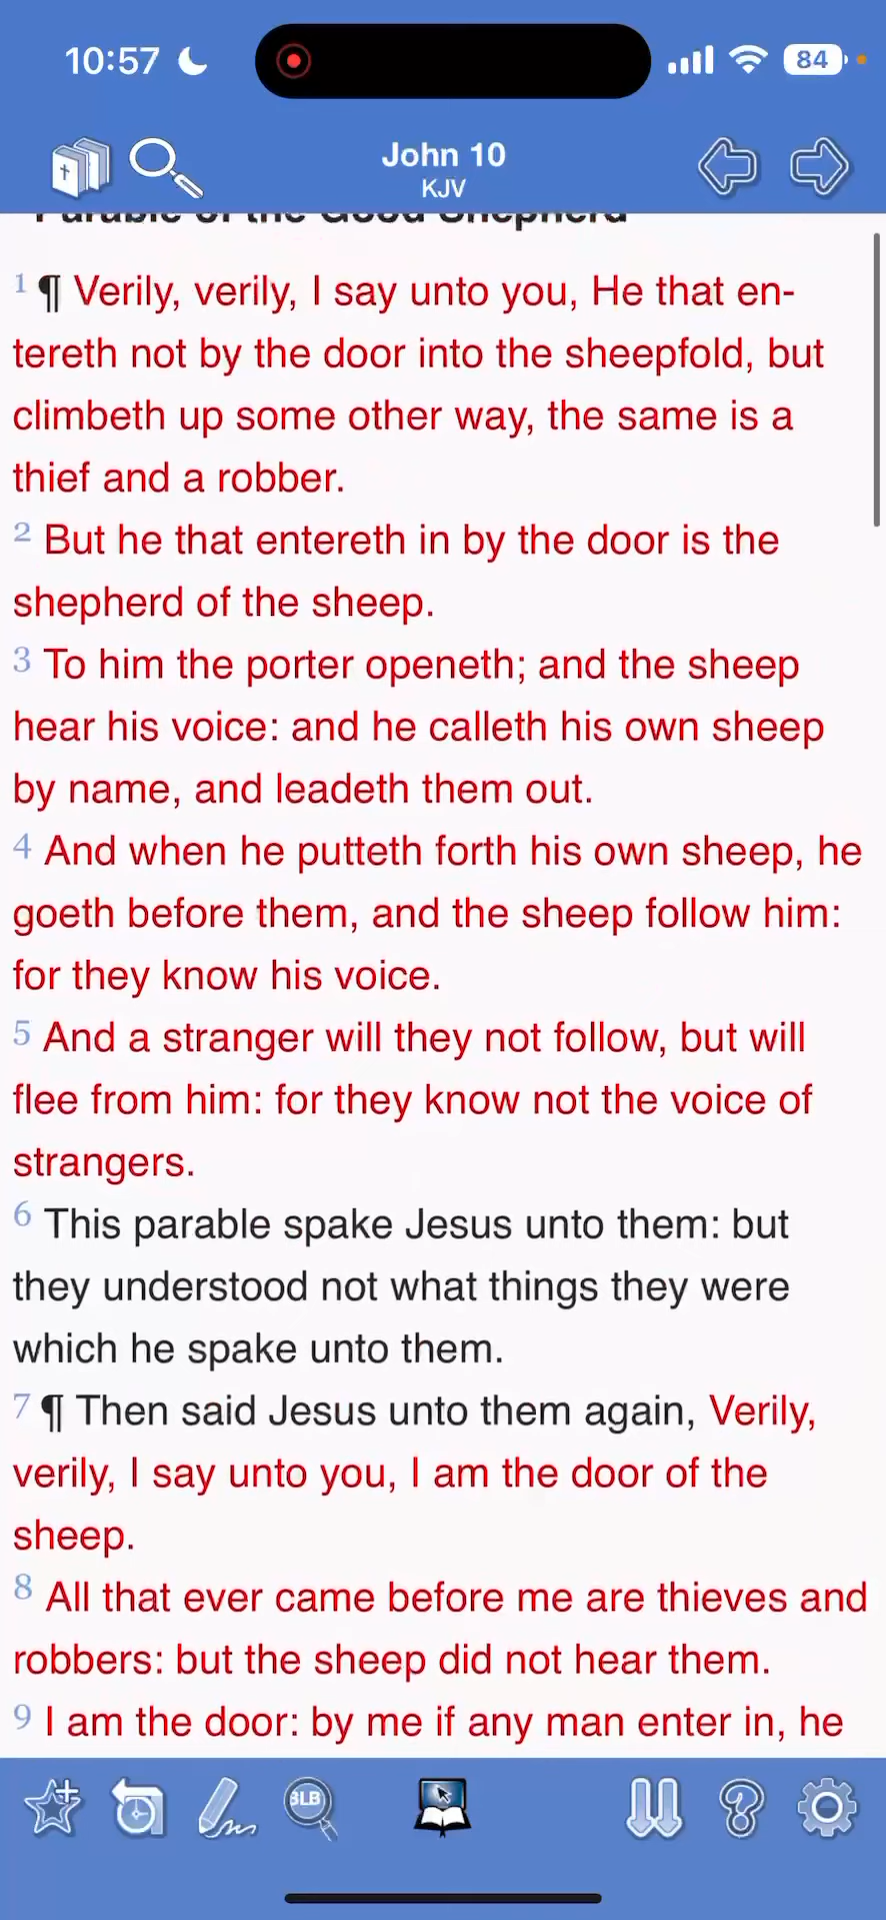 10:57
84
John 10
KJV
Parable of the Good Shepherd
1 ¶ Verily, verily, I say unto you, He that en-
tereth not by the door into the sheepfold, but
climbeth up some other way, the same is a
thief and a robber.
2 But he that entereth in by the door is the
shepherd of the sheep.
3 To him the porter openeth; and the sheep
hear his voice: and he calleth his own sheep
by name, and leadeth them out.
4 And when he putteth forth his own sheep, he
goeth before them, and the sheep follow him:
for they know his voice.
5 And a stranger will they not follow, but will
flee from him: for they know not the voice of
strangers.
6 This parable spake Jesus unto them: but
they understood not what things they were
which he spake unto them.
7 ¶ Then said Jesus unto them again, Verily,
verily, I say unto you, I am the door of the
sheep.
8 All that ever came before me are thieves and
robbers: but the sheep did not hear them.
9 I am the door: by me if any man enter in, he
BLB